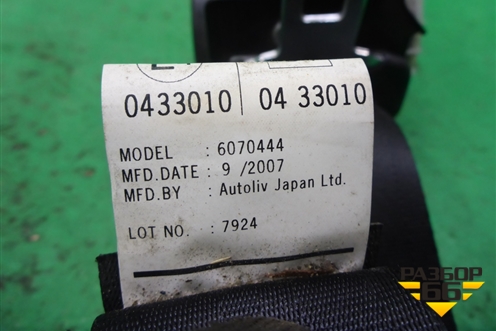 0433010 04 33010
MODEL : 6070444
MFD.DATE : 9 /2007
MFD.BY : Autoliv Japan Ltd.
LOT NO. : 7924
РАЗБОР
66